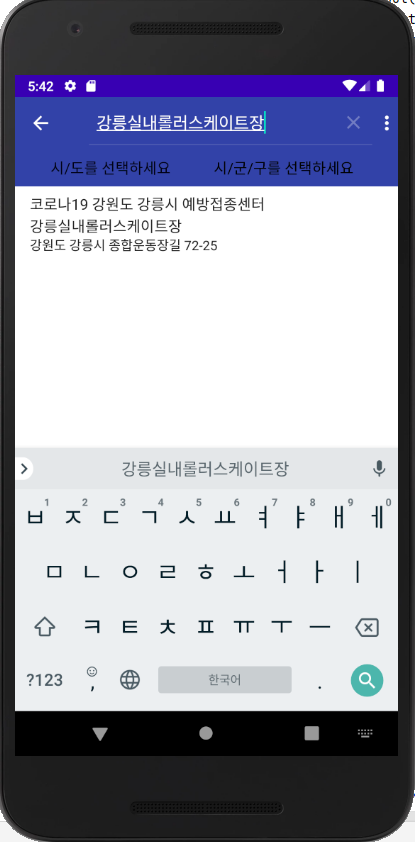 5:42
강릉실내롤러스케이트장
시/도를 선택하세요 시/군/구를 선택하세요
코로나19 강원도 강릉시 예방접종센터
강릉실내롤러스케이트장
강원도 강릉시 종합운동장길 72-25
강릉실내롤러스케이트장
1 2 3 4 5 6 7 8 9 0
ㅂ ㅈ ㄷ ㄱ ㅅ ㅛ ㅕ ㅑ ㅐ ㅔ
ㅁ ㄴ ㅇ ㄹ ㅎ ㅗ ㅓ ㅏ ㅣ
ㅋ ㅌ ㅊ ㅍ ㅠ ㅜ ㅡ
?123 , 한국어 .